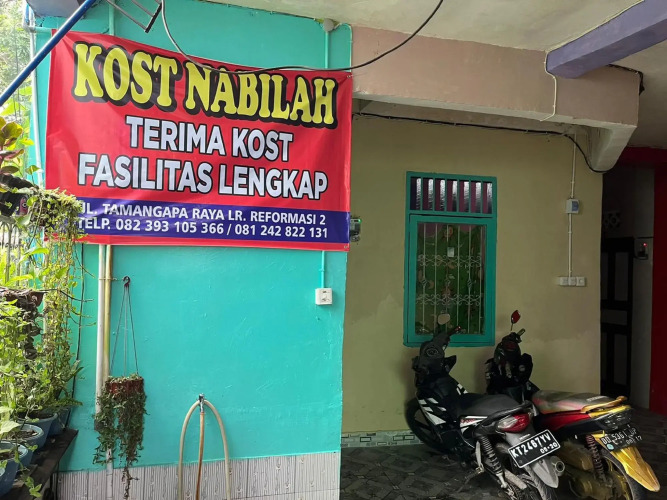 KOST NABILAH
TERIMA KOST
FASILITAS LENGKAP
JL. TAMANGAPA RAYA LR. REFORMASI 2
TELP. 082 393 105 366 / 081 242 822 131
KT2467YV